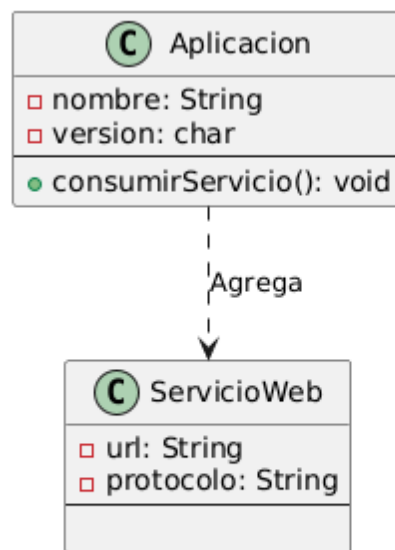 C Aplicacion
nombre: String
version: char
consumirServicio(): void
Agrega
C ServicioWeb
url: String
protocolo: String